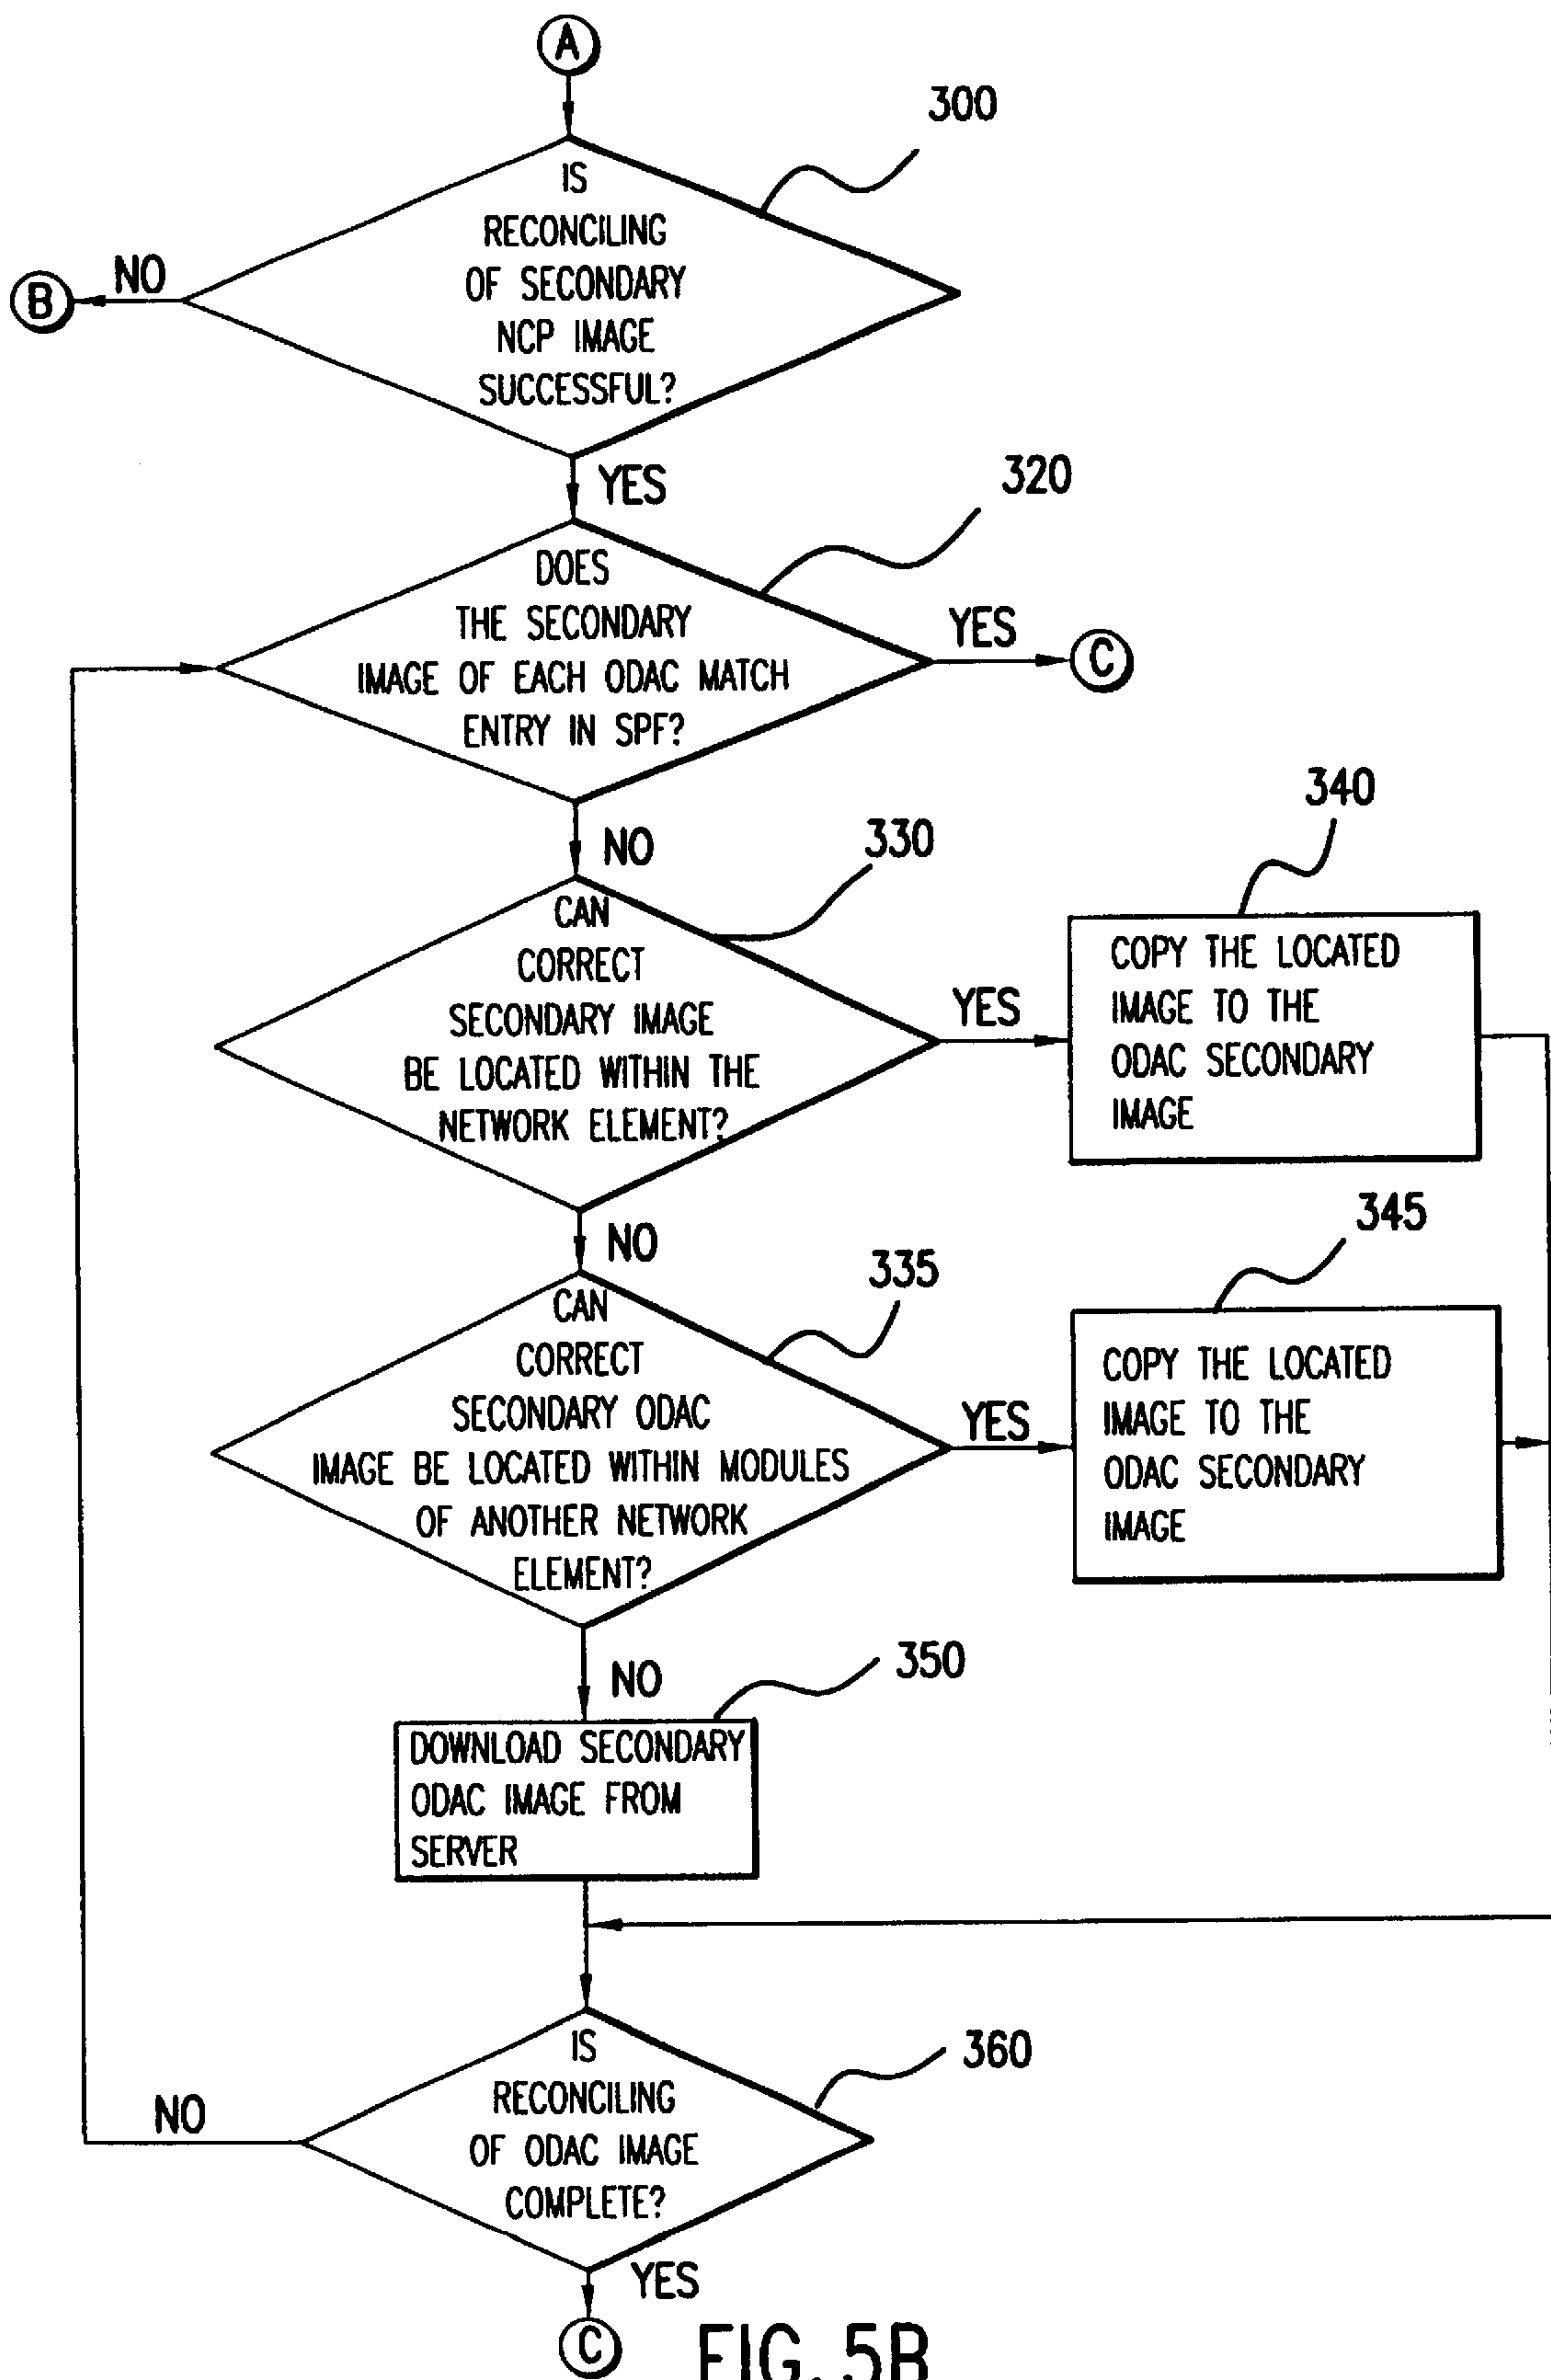 A
300
IS
RECONCILING
OF SECONDARY
NCP IMAGE
SUCCESSFUL?
NO
B
YES
320
DOES
THE SECONDARY
IMAGE OF EACH ODAC MATCH
ENTRY IN SPF?
YES
C
NO
330
CAN
CORRECT
SECONDARY IMAGE
BE LOCATED WITHIN THE
NETWORK ELEMENT?
YES
340
COPY THE LOCATED
IMAGE TO THE
ODAC SECONDARY
IMAGE
NO
335
CAN
CORRECT
SECONDARY ODAC
IMAGE BE LOCATED WITHIN MODULES
OF ANOTHER NETWORK
ELEMENT?
YES
345
COPY THE LOCATED
IMAGE TO THE
ODAC SECONDARY
IMAGE
NO
350
DOWNLOAD SECONDARY
ODAC IMAGE FROM
SERVER
360
IS
RECONCILING
OF ODAC IMAGE
COMPLETE?
NO
YES
C
FIG. 5B